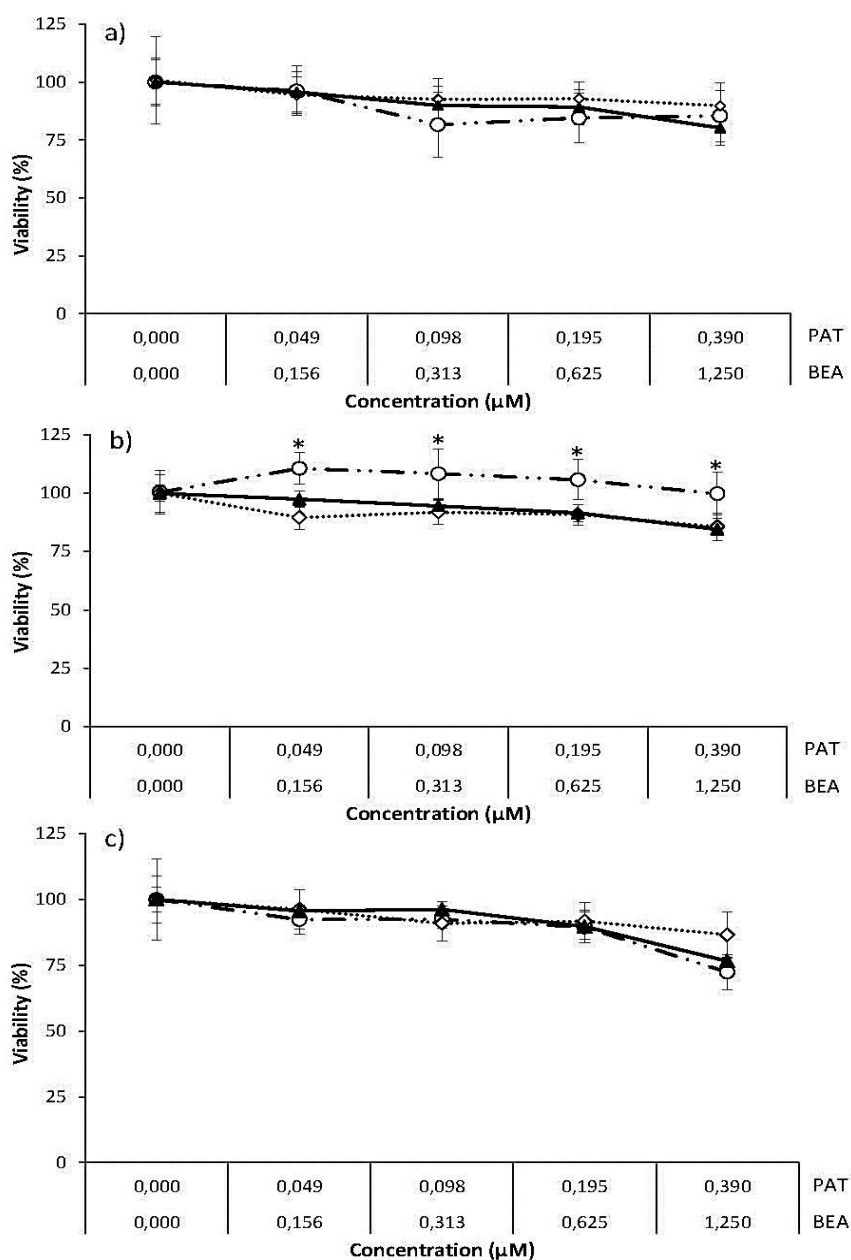 125
a)
100
75
50
25
0
Viability (%)
0,000 0,049 0,098 0,195 0,390 PAT
0,000 0,156 0,313 0,625 1,250 BEA
Concentration (µM)
125
b)
* * * *
100
75
50
25
0
Viability (%)
0,000 0,049 0,098 0,195 0,390 PAT
0,000 0,156 0,313 0,625 1,250 BEA
Concentration (µM)
125
c)
100
75
50
25
0
Viability (%)
0,000 0,049 0,098 0,195 0,390 PAT
0,000 0,156 0,313 0,625 1,250 BEA
Concentration (µM)